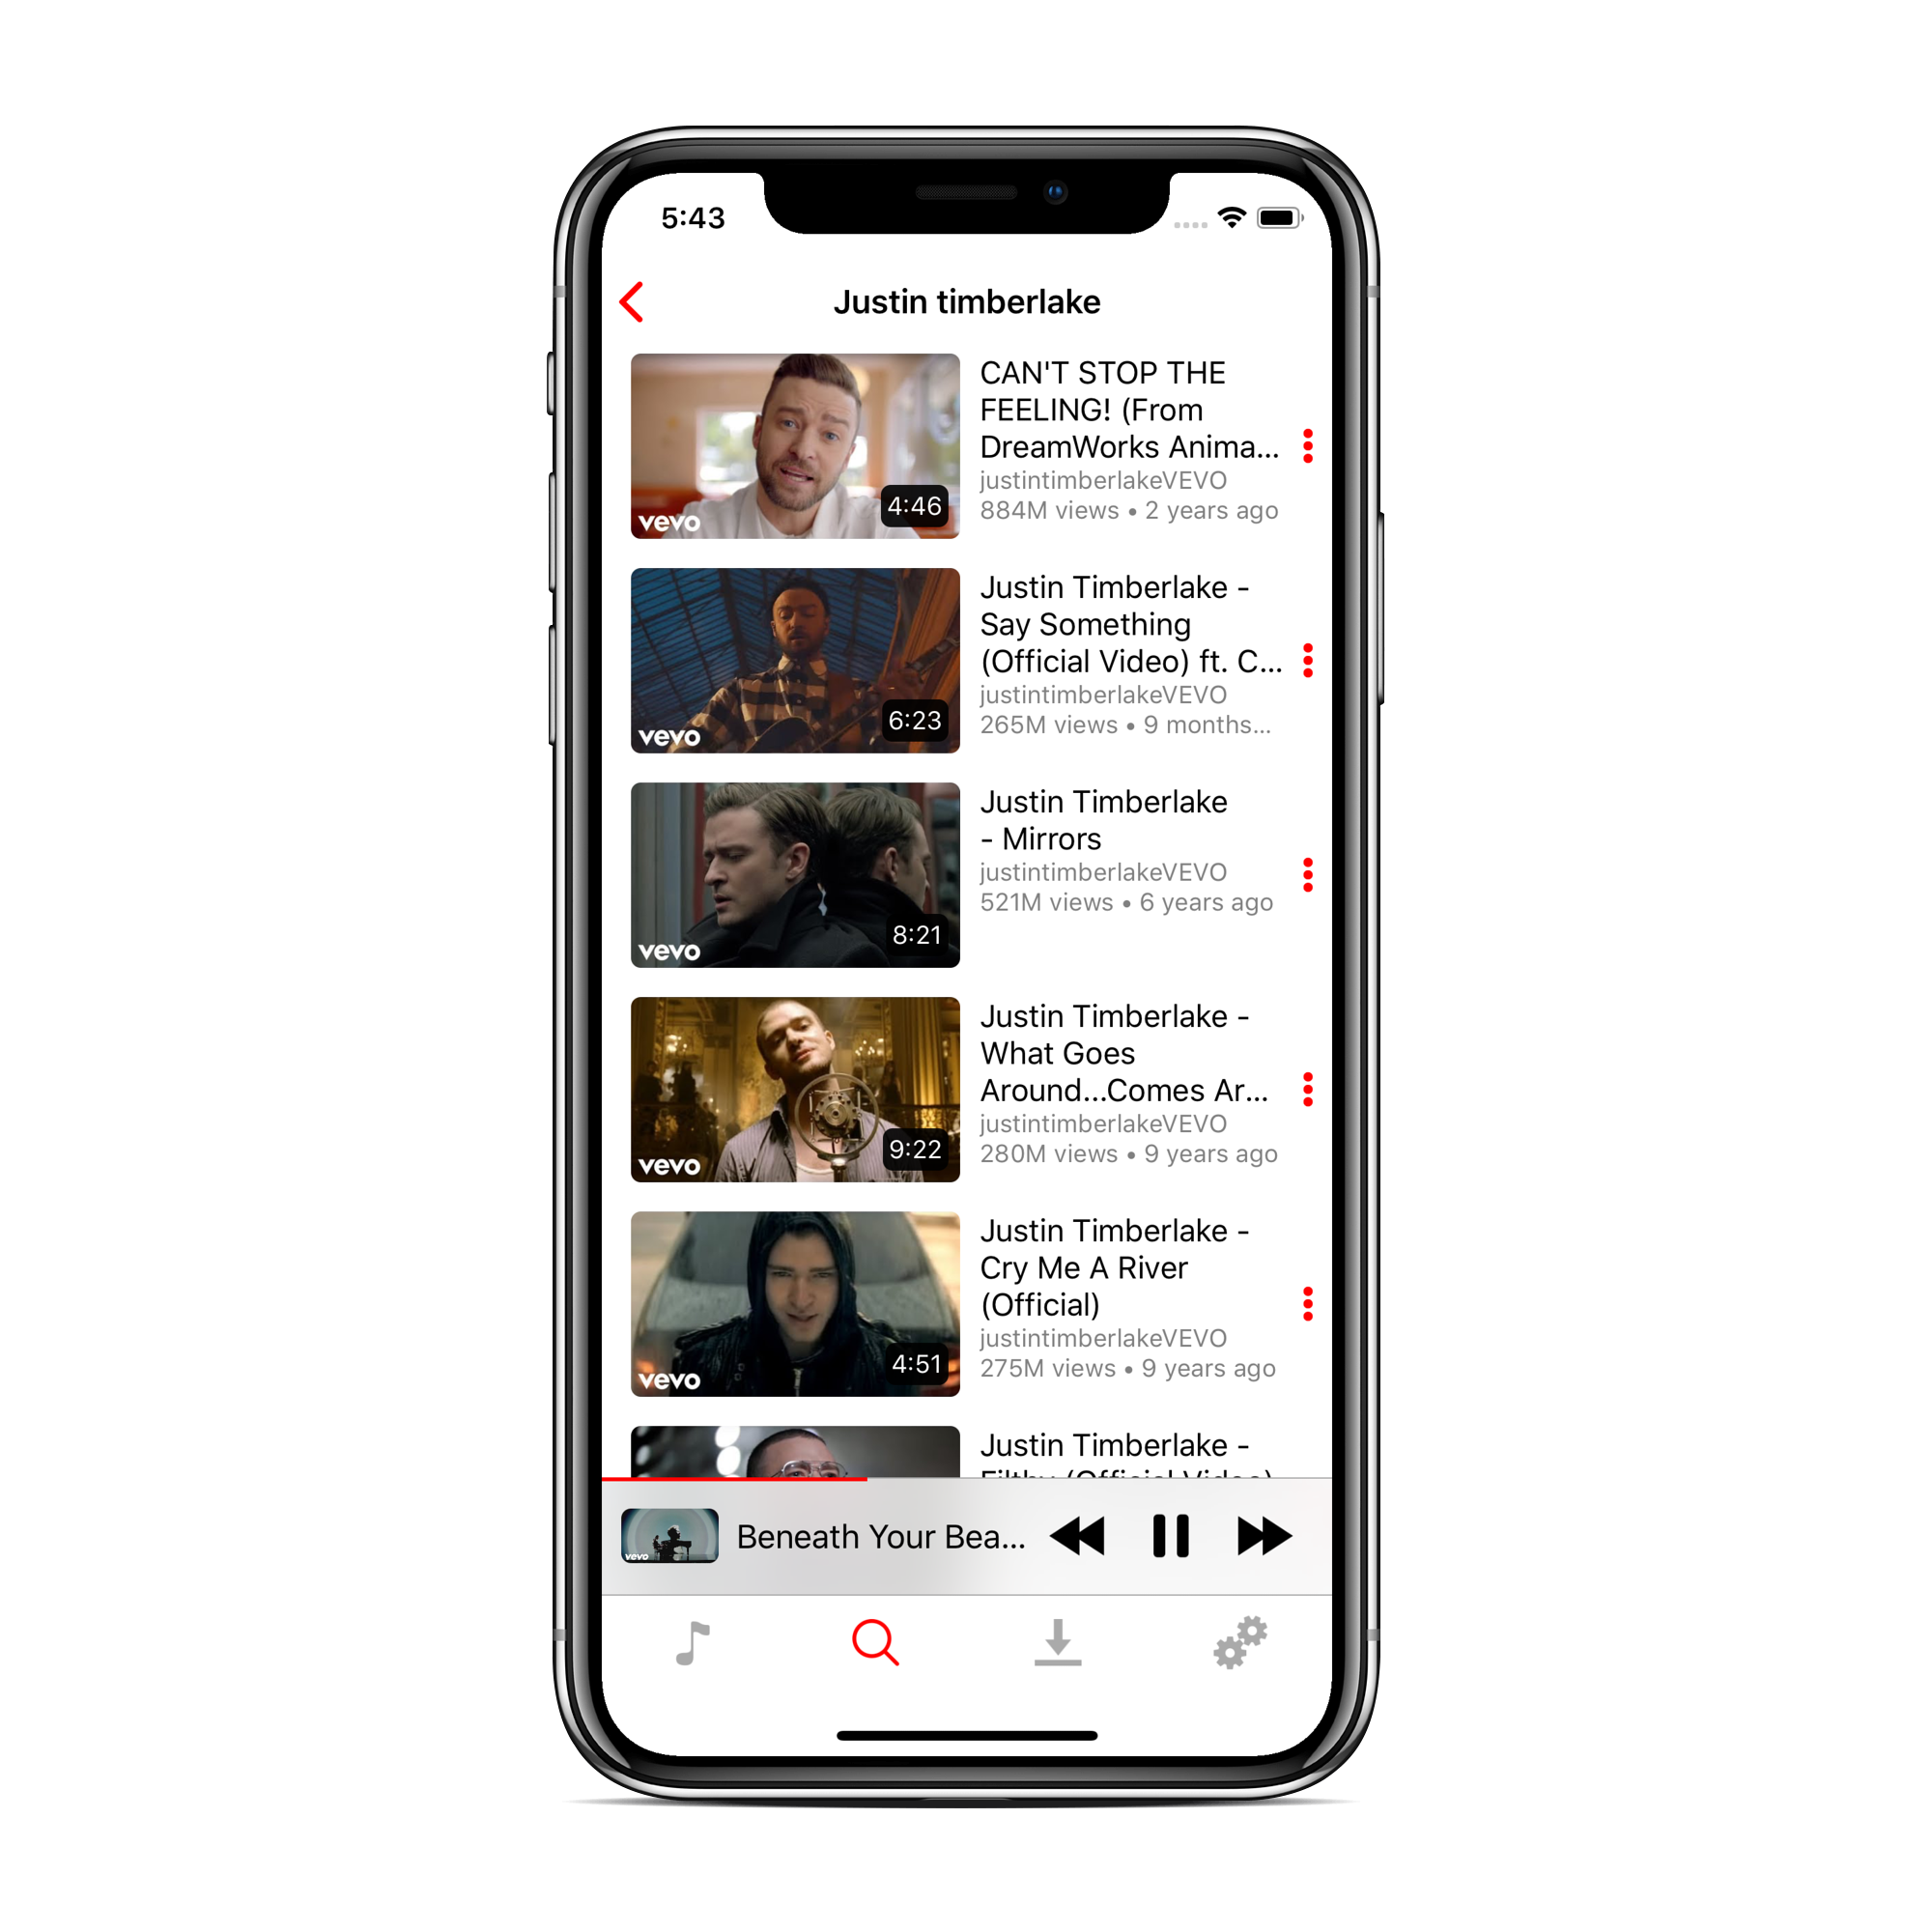 5:43
Justin timberlake
CAN'T STOP THE
FEELING! (From
DreamWorks Anima...
justintimberlakeVEVO
884M views • 2 years ago
vevo
4:46
Justin Timberlake -
Say Something
(Official Video) ft. C...
justintimberlakeVEVO
265M views • 9 months...
vevo
6:23
Justin Timberlake
- Mirrors
justintimberlakeVEVO
521M views • 6 years ago
vevo
8:21
Justin Timberlake -
What Goes
Around...Comes Ar...
justintimberlakeVEVO
280M views • 9 years ago
vevo
9:22
Justin Timberlake -
Cry Me A River
(Official)
justintimberlakeVEVO
275M views • 9 years ago
vevo
4:51
Justin Timberlake -
Filthy (Official Video)
vevo
Beneath Your Bea...